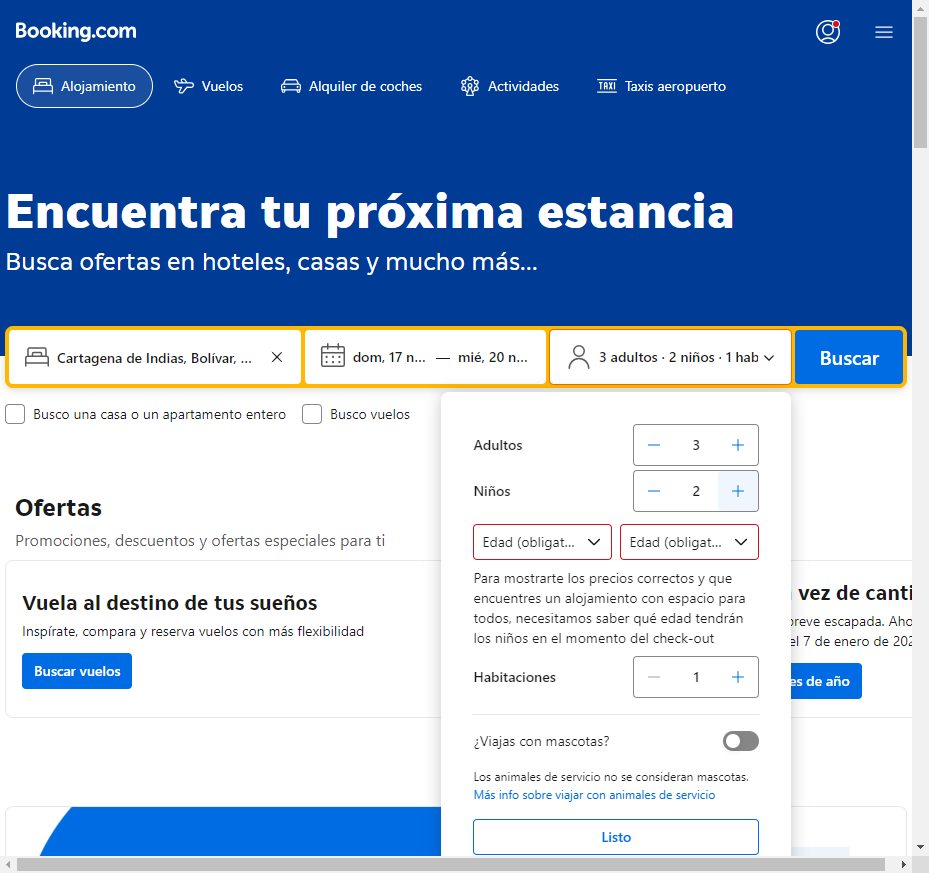 Booking.com
Alojamiento
Vuelos
Alquiler de coches
Actividades
TAXI Taxis aeropuerto
Encuentra tu próxima estancia
Busca ofertas en hoteles, casas y mucho más...
Cartagena de Indias, Bolívar, ...
dom, 17 n... — mié, 20 n...
3 adultos · 2 niños · 1 hab
Buscar
Busco una casa o un apartamento entero
Busco vuelos
Adultos
3
Niños
2
Edad (obligat...
Edad (obligat...
Para mostrarte los precios correctos y que
encuentres un alojamiento con espacio para
todos, necesitamos saber qué edad tendrán
los niños en el momento del check-out
Habitaciones
1
¿Viajas con mascotas?
Los animales de servicio no se consideran mascotas.
Más info sobre viajar con animales de servicio
Listo
Ofertas
Promociones, descuentos y ofertas especiales para ti
Vuela al destino de tus sueños
Inspírate, compara y reserva vuelos con más flexibilidad
Buscar vuelos
vez de canti
breve escapada. Aho
el 7 de enero de 202
es de año